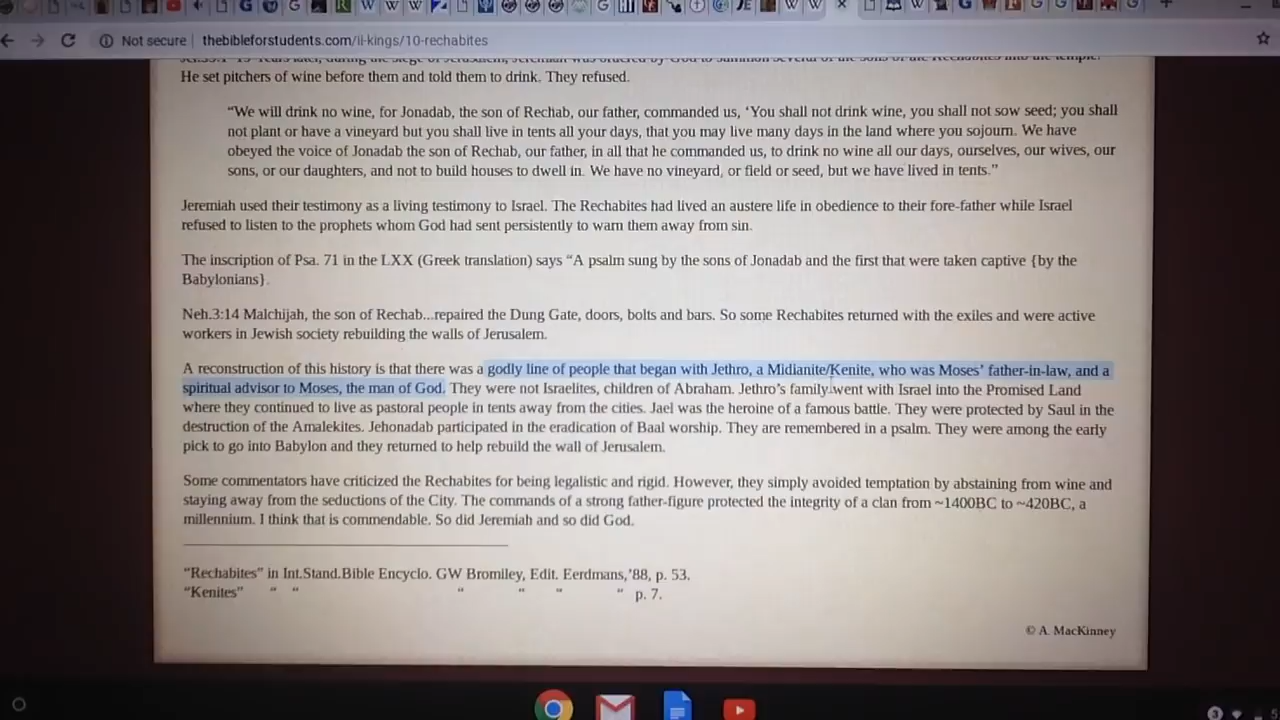 Not secure | thebibleforstudents.com/ii-kings/10-rechabites
He set pitchers of wine before them and told them to drink. They refused.
“We will drink no wine, for Jonadab, the son of Rechab, our father, commanded us, ‘You shall not drink wine, you shall not sow seed; you shall
not plant or have a vineyard but you shall live in tents all your days, that you may live many days in the land where you sojourn. We have
obeyed the voice of Jonadab the son of Rechab, our father, in all that he commanded us, to drink no wine all our days, ourselves, our wives, our
sons, or our daughters, and not to build houses to dwell in. We have no vineyard, or field or seed, but we have lived in tents.”
Jeremiah used their testimony as a living testimony to Israel. The Rechabites had lived an austere life in obedience to their fore-father while Israel
refused to listen to the prophets whom God had sent persistently to warn them away from sin.
The inscription of Psa. 71 in the LXX (Greek translation) says “A psalm sung by the sons of Jonadab and the first that were taken captive {by the
Babylonians}.
Neh.3:14 Malchijah, the son of Rechab...repaired the Dung Gate, doors, bolts and bars. So some Rechabites returned with the exiles and were active
workers in Jewish society rebuilding the walls of Jerusalem.
A reconstruction of this history is that there was a godly line of people that began with Jethro, a Midianite/Kenite, who was Moses’ father-in-law, and a
spiritual advisor to Moses, the man of God. They were not Israelites, children of Abraham. Jethro’s family went with Israel into the Promised Land
where they continued to live as pastoral people in tents away from the cities. Jael was the heroine of a famous battle. They were protected by Saul in the
destruction of the Amalekites. Jehonadab participated in the eradication of Baal worship. They are remembered in a psalm. They were among the early
pick to go into Babylon and they returned to help rebuild the wall of Jerusalem.
Some commentators have criticized the Rechabites for being legalistic and rigid. However, they simply avoided temptation by abstaining from wine and
staying away from the seductions of the City. The commands of a strong father-figure protected the integrity of a clan from ~1400BC to ~420BC, a
millennium. I think that is commendable. So did Jeremiah and so did God.
“Rechabites” in Int.Stand.Bible Encyclo. GW Bromiley, Edit. Eerdmans,’88, p. 53.
“Kenites” “ “ “ “ “ “ p. 7.
© A. MacKinney